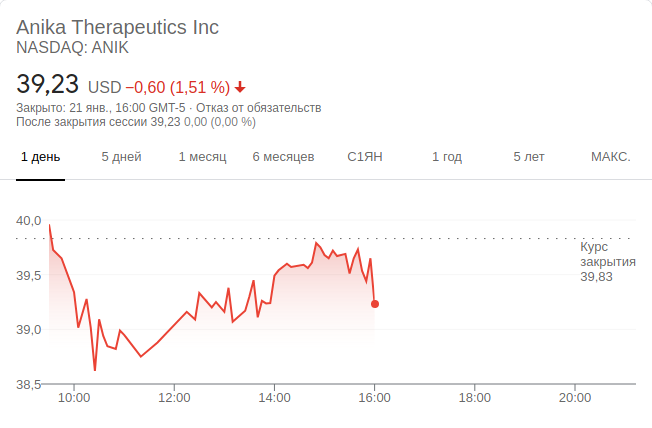 Anika Therapeutics Inc
NASDAQ: ANIK
39,23 USD −0,60 (1,51 %)
Закрыто: 21 янв., 16:00 GMT-5 · Отказ от обязательств
После закрытия сессии 39,23 0,00 (0,00 %)
1 день 5 дней 1 месяц 6 месяцев С1ЯН 1 год 5 лет МАКС.
40,0
Курс
закрытия
39,83
39,5
39,0
38,5
10:00 12:00 14:00 16:00 18:00 20:00